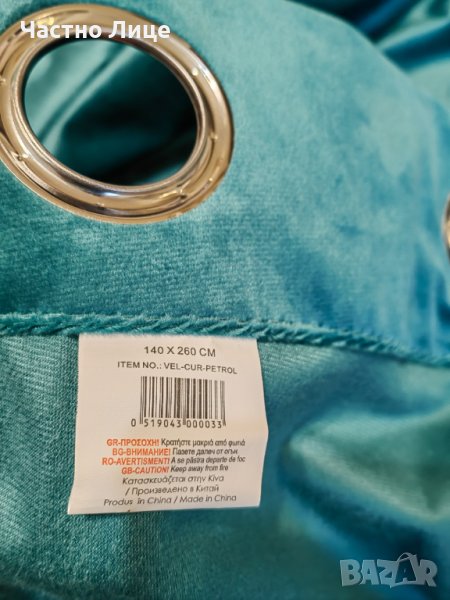 Частно Лице
140 X 260 CM
ITEM NO.: VEL-CUR-PETROL
0 519043 000033
GR-ΠΡΟΣΟΧΗ! Κρατήστε μακριά από φωτιά
BG-ВНИМАНИЕ! Пазете далеч от огън.
RO-AVERTISMENT! A se păstra departe de foc
GB-CAUTION! Keep away from fire
Κατασκευάζεται στην Κίνα
/ Произведено в Китай
Produs în China / Made in China
BAZAR